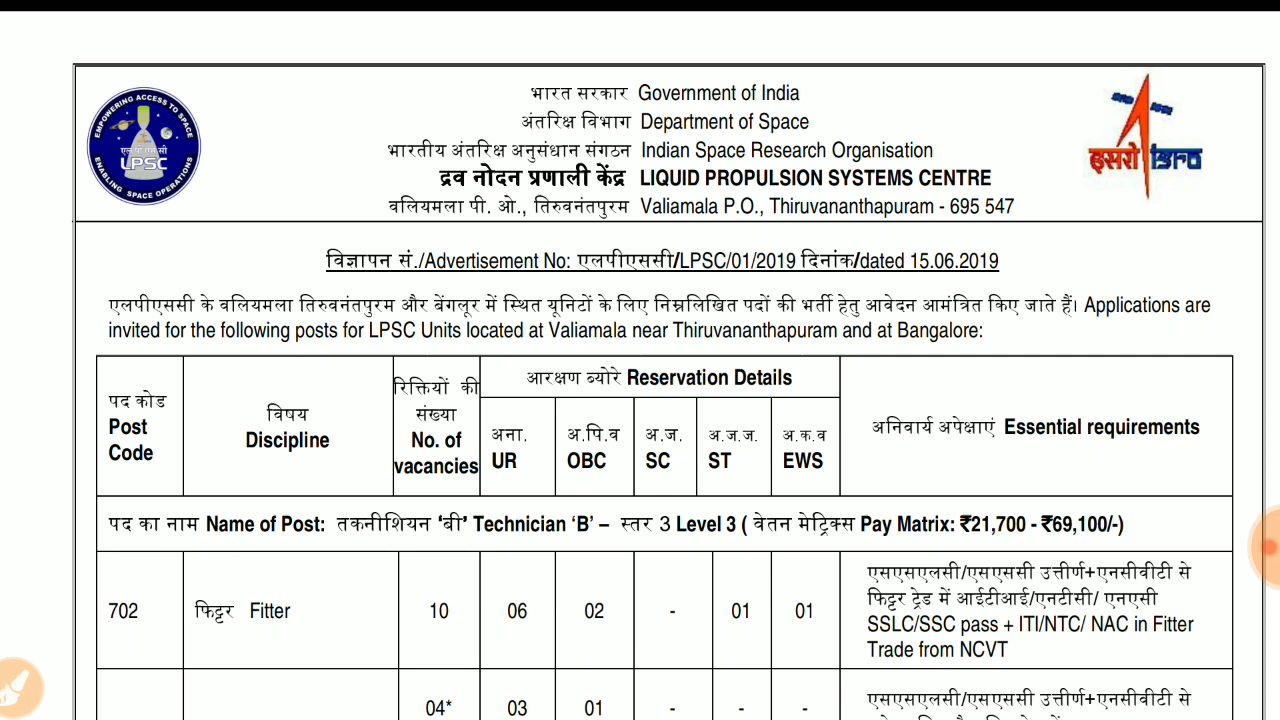 EMPOWERING ACCESS TO SPACE
एल पी एस सी
LPSC
ENABLING SPACE OPERATIONS
भारत सरकार Government of India
अंतरिक्ष विभाग Department of Space
भारतीय अंतरिक्ष अनुसंधान संगठन Indian Space Research Organisation
द्रव नोदन प्रणाली केंद्र LIQUID PROPULSION SYSTEMS CENTRE
वलियमला पी. ओ., तिरुवनंतपुरम Valiamala P.O., Thiruvananthapuram - 695 547
इसरो isro
विज्ञापन सं./Advertisement No: एलपीएससी/LPSC/01/2019 दिनांक/dated 15.06.2019
एलपीएससी के वलियमला तिरुवनंतपुरम और बेंगलूर में स्थित यूनिटों के लिए निम्नलिखित पदों की भर्ती हेतु आवेदन आमंत्रित किए जाते हैं। Applications are
invited for the following posts for LPSC Units located at Valiamala near Thiruvananthapuram and at Bangalore:
पद कोड
Post
Code
विषय
Discipline
रिक्तियों की
संख्या
No. of
vacancies
आरक्षण ब्योरे Reservation Details
अना.
UR
अ.पि.व
OBC
अ.ज.
SC
अ.ज.ज.
ST
अ.क.व
EWS
अनिवार्य अपेक्षाएं Essential requirements
पद का नाम Name of Post: तकनीशियन ‘बी’ Technician ‘B’ – स्तर 3 Level 3 ( वेतन मेट्रिक्स Pay Matrix: ₹21,700 - ₹69,100/-)
702
फिट्टर Fitter
10
06
02
-
01
01
एसएसएलसी/एसएससी उत्तीर्ण+एनसीवीटी से
फिट्टर ट्रेड में आईटीआई/एनटीसी/ एनएसी
SSLC/SSC pass + ITI/NTC/ NAC in Fitter
Trade from NCVT
04*
03
01
-
-
-
एसएसएलसी/एसएससी उत्तीर्ण+एनसीवीटी से